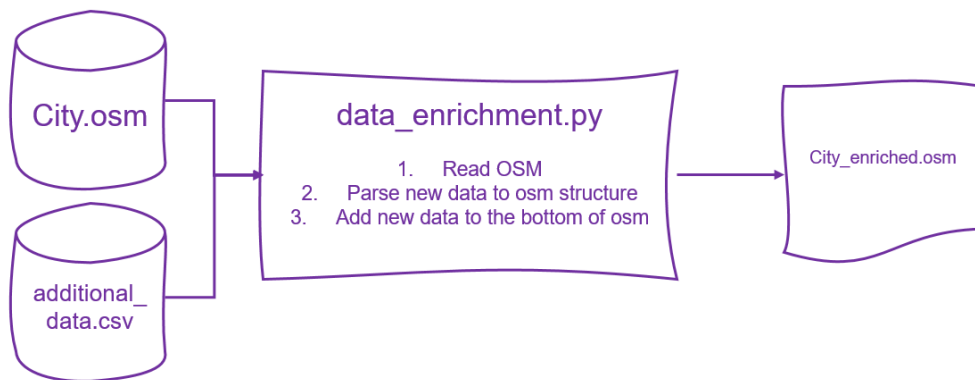 City.osm
additional_
data.csv
data_enrichment.py
1. Read OSM
2. Parse new data to osm structure
3. Add new data to the bottom of osm
City_enriched.osm